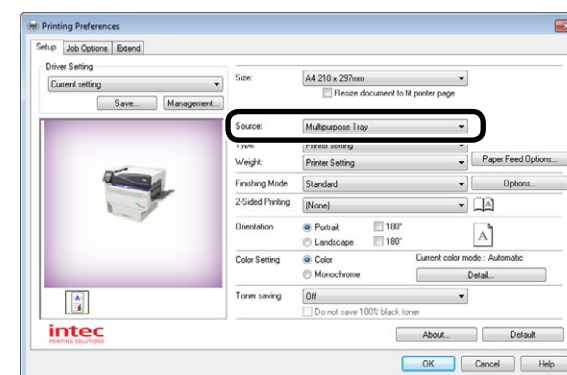 Printing Preferences
Setup Job Options Extend
Driver Setting
Current setting
Save... Management...
Size: A4 210 x 297mm
Resize document to fit printer page
Source: Multipurpose Tray
Type: Printer setting
Weight: Printer Setting Paper Feed Options...
Finishing Mode Standard Options...
2-Sided Printing (None)
Orientation Portrait 180°
Landscape 180°
A
Color Setting Color Current color mode : Automatic
Monochrome Detail...
Toner saving Off
Do not save 100% black toner
intec
PRINTING SOLUTIONS
About... Default
OK Cancel Help